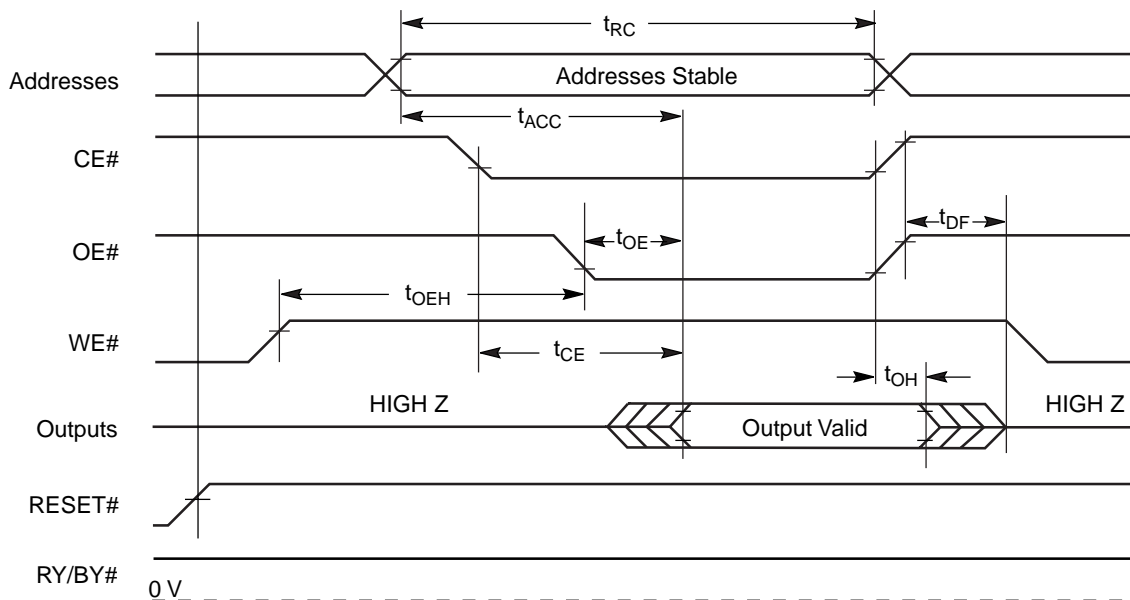 tRC
Addresses
Addresses Stable
tACC
CE#
tDF
OE#
tOE
tOEH
WE#
tCE
tOH
HIGH Z
HIGH Z
Outputs
Output Valid
RESET#
RY/BY#
0 V